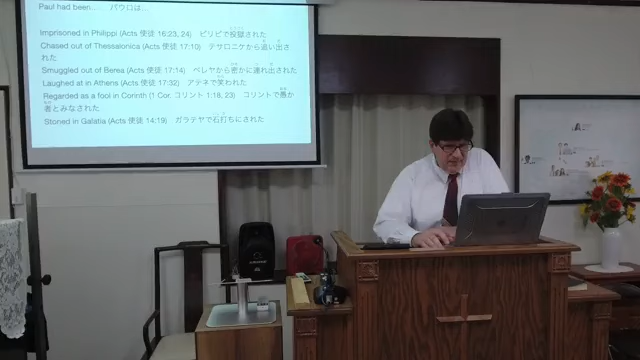 Paul had been.... パウロは...
Imprisoned in Philippi (Acts 使徒 16:23, 24) ピリピで投獄された
Chased out of Thessalonica (Acts 使徒 17:10) テサロニケから追い出さ
れた
Smuggled out of Berea (Acts 使徒 17:14) ベレヤから密かに連れ出された
Laughed at in Athens (Acts 使徒 17:32) アテネで笑われた
Regarded as a fool in Corinth (1 Cor. コリント 1:18, 23) コリントで愚か
者とみなされた
Stoned in Galatia (Acts 使徒 14:19) ガラテヤで石打ちにされた